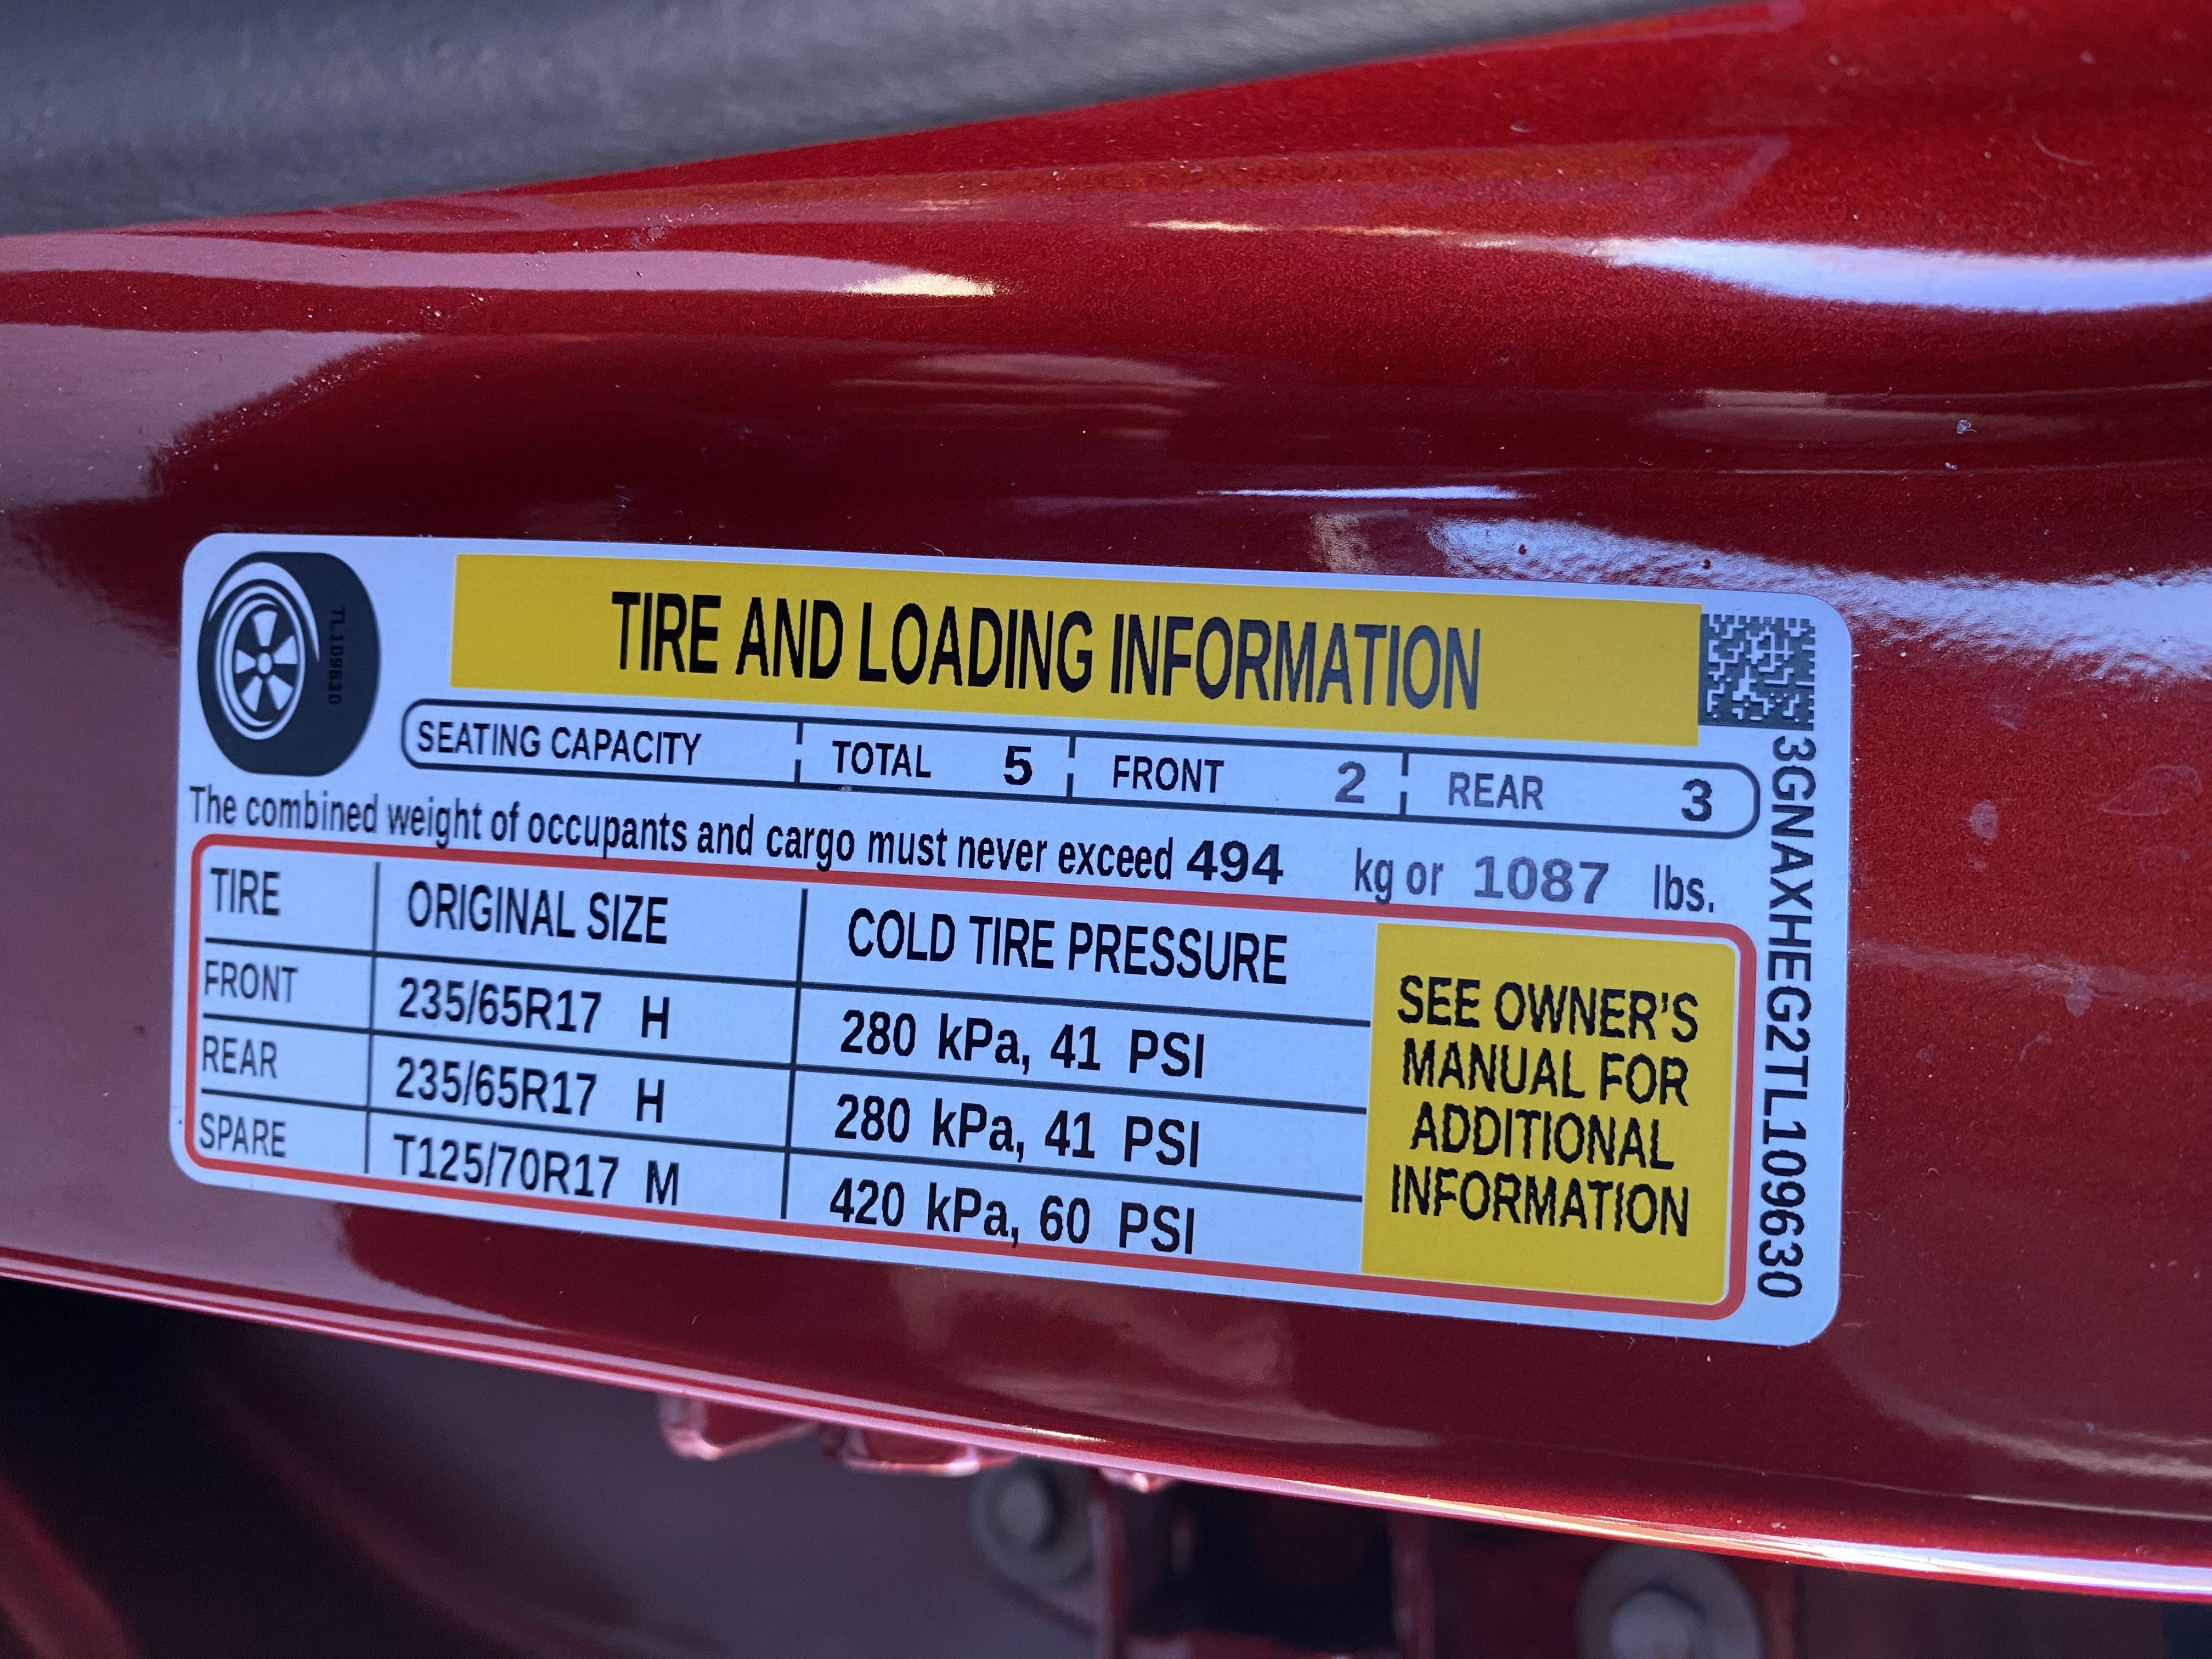 TL109630
TIRE AND LOADING INFORMATION
SEATING CAPACITY TOTAL 5 FRONT 2 REAR 3
The combined weight of occupants and cargo must never exceed 494 kg or 1087 lbs.
TIRE ORIGINAL SIZE COLD TIRE PRESSURE
FRONT 235/65R17 H 280 kPa, 41 PSI
REAR 235/65R17 H 280 kPa, 41 PSI
SPARE T125/70R17 M 420 kPa, 60 PSI
SEE OWNER'S
MANUAL FOR
ADDITIONAL
INFORMATION
3GNAXHEG2TL109630